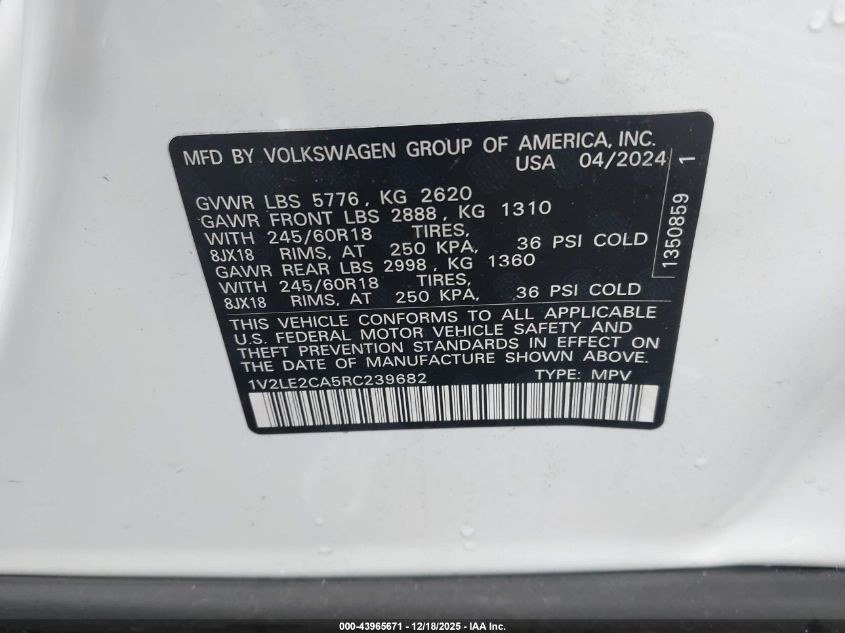 MFD BY VOLKSWAGEN GROUP OF AMERICA, INC.
USA 04/2024
GVWR LBS 5776, KG 2620
GAWR FRONT LBS 2888, KG 1310
WITH 245/60R18 TIRES,
8JX18 RIMS, AT 250 KPA, 36 PSI COLD
GAWR REAR LBS 2998, KG 1360
WITH 245/60R18 TIRES,
8JX18 RIMS, AT 250 KPA, 36 PSI COLD
THIS VEHICLE CONFORMS TO ALL APPLICABLE
U.S. FEDERAL MOTOR VEHICLE SAFETY AND
THEFT PREVENTION STANDARDS IN EFFECT ON
THE DATE OF MANUFACTURE SHOWN ABOVE.
1V2LE2CA5RC239682 TYPE: MPV
1350859 1
000-43965671 - 12/18/2025 - IAA Inc.